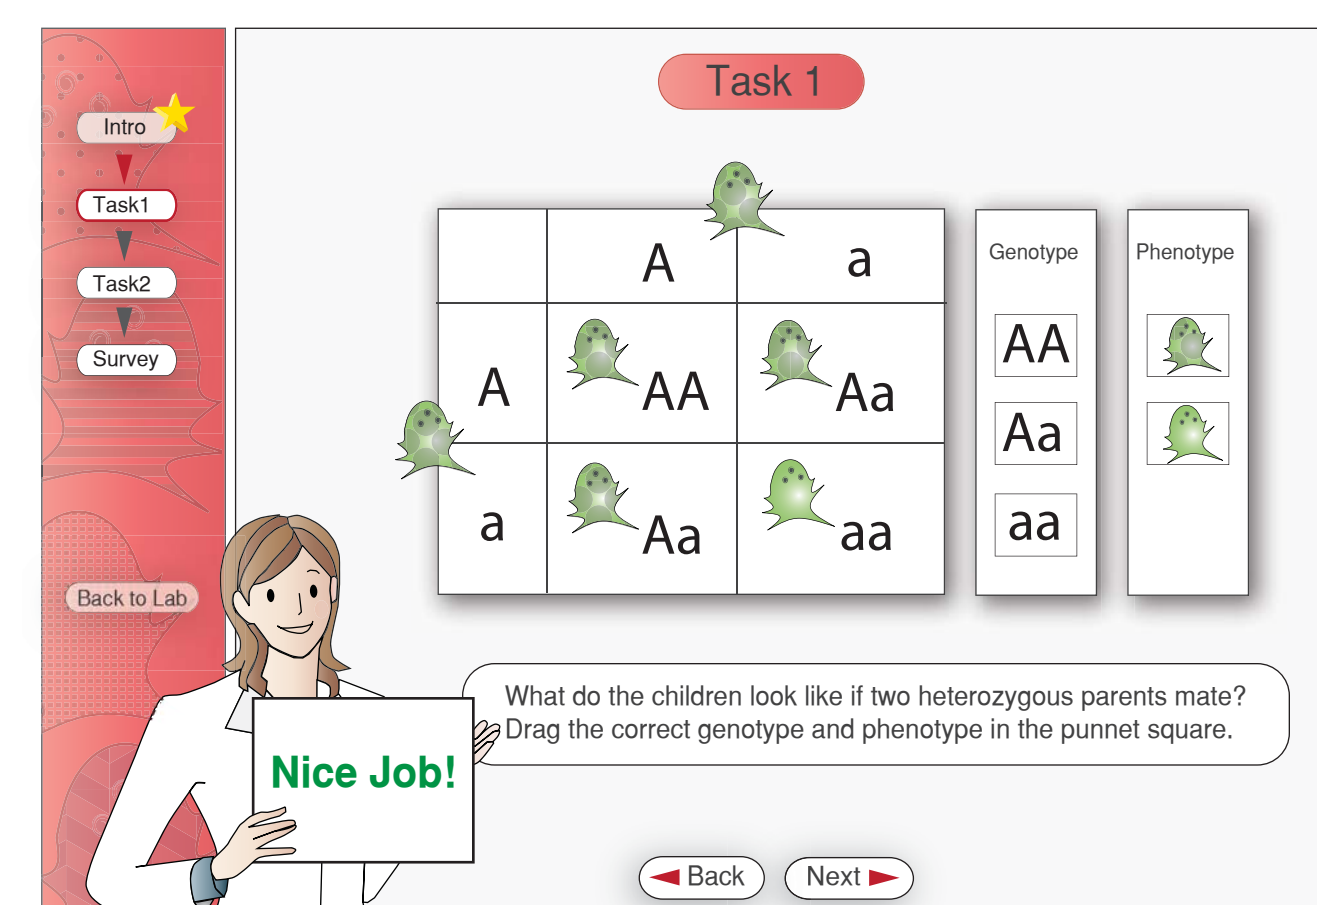 Task 1
Intro
Task1
Task2
Survey
Back to Lab
A a
A AA Aa
a Aa aa
Genotype
AA
Aa
aa
Phenotype
What do the children look like if two heterozygous parents mate?
Drag the correct genotype and phenotype in the punnet square.
Nice Job!
Back Next